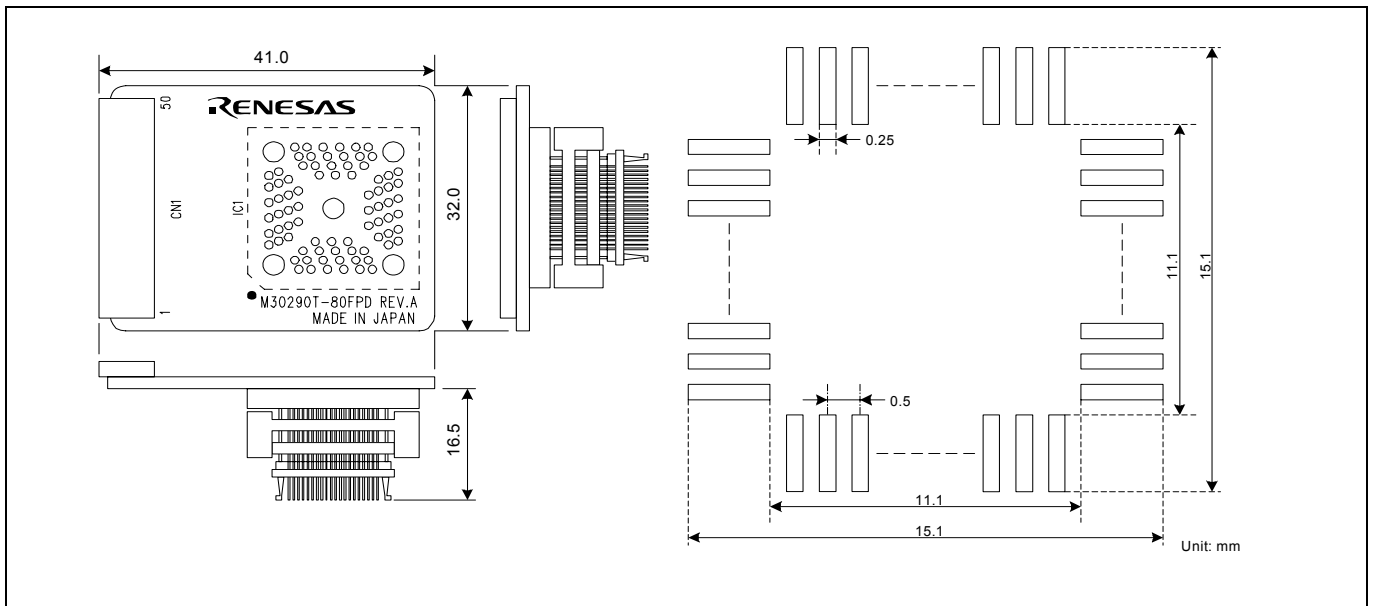 41.0
RENESAS
50
CN1
1
IC1
M30290T-80FPD REV.A
MADE IN JAPAN
32.0
16.5
0.25
11.1
15.1
0.5
11.1
15.1
Unit: mm